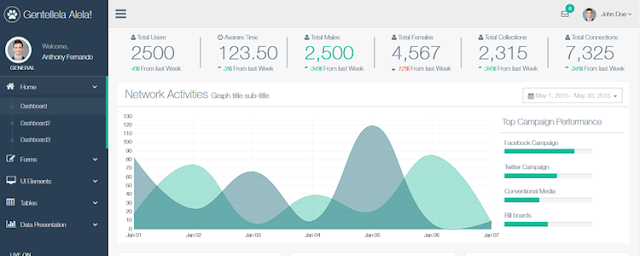 Gentellela Alela!
6
John Doe
Welcome,
Anthony Fernando
GENERAL
Home
Dashboard
Dashboard2
Dashboard3
Forms
UI Elements
Tables
Data Presentation
LIVE ON
Total Users
2500
4% From last Week
Average Time
123.50
3% From last Week
Total Males
2,500
34% From last Week
Total Females
4,567
12% From last Week
Total Collections
2,315
34% From last Week
Total Connections
7,325
34% From last Week
Network Activities Graph title sub-title
May 1, 2015 - May 30, 2015
130
120
110
100
90
80
70
60
50
40
30
20
10
0
Jan 01
Jan 02
Jan 03
Jan 04
Jan 05
Jan 06
Jan 07
Top Campaign Performance
Facebook Campaign
Twitter Campaign
Conventional Media
Bill boards